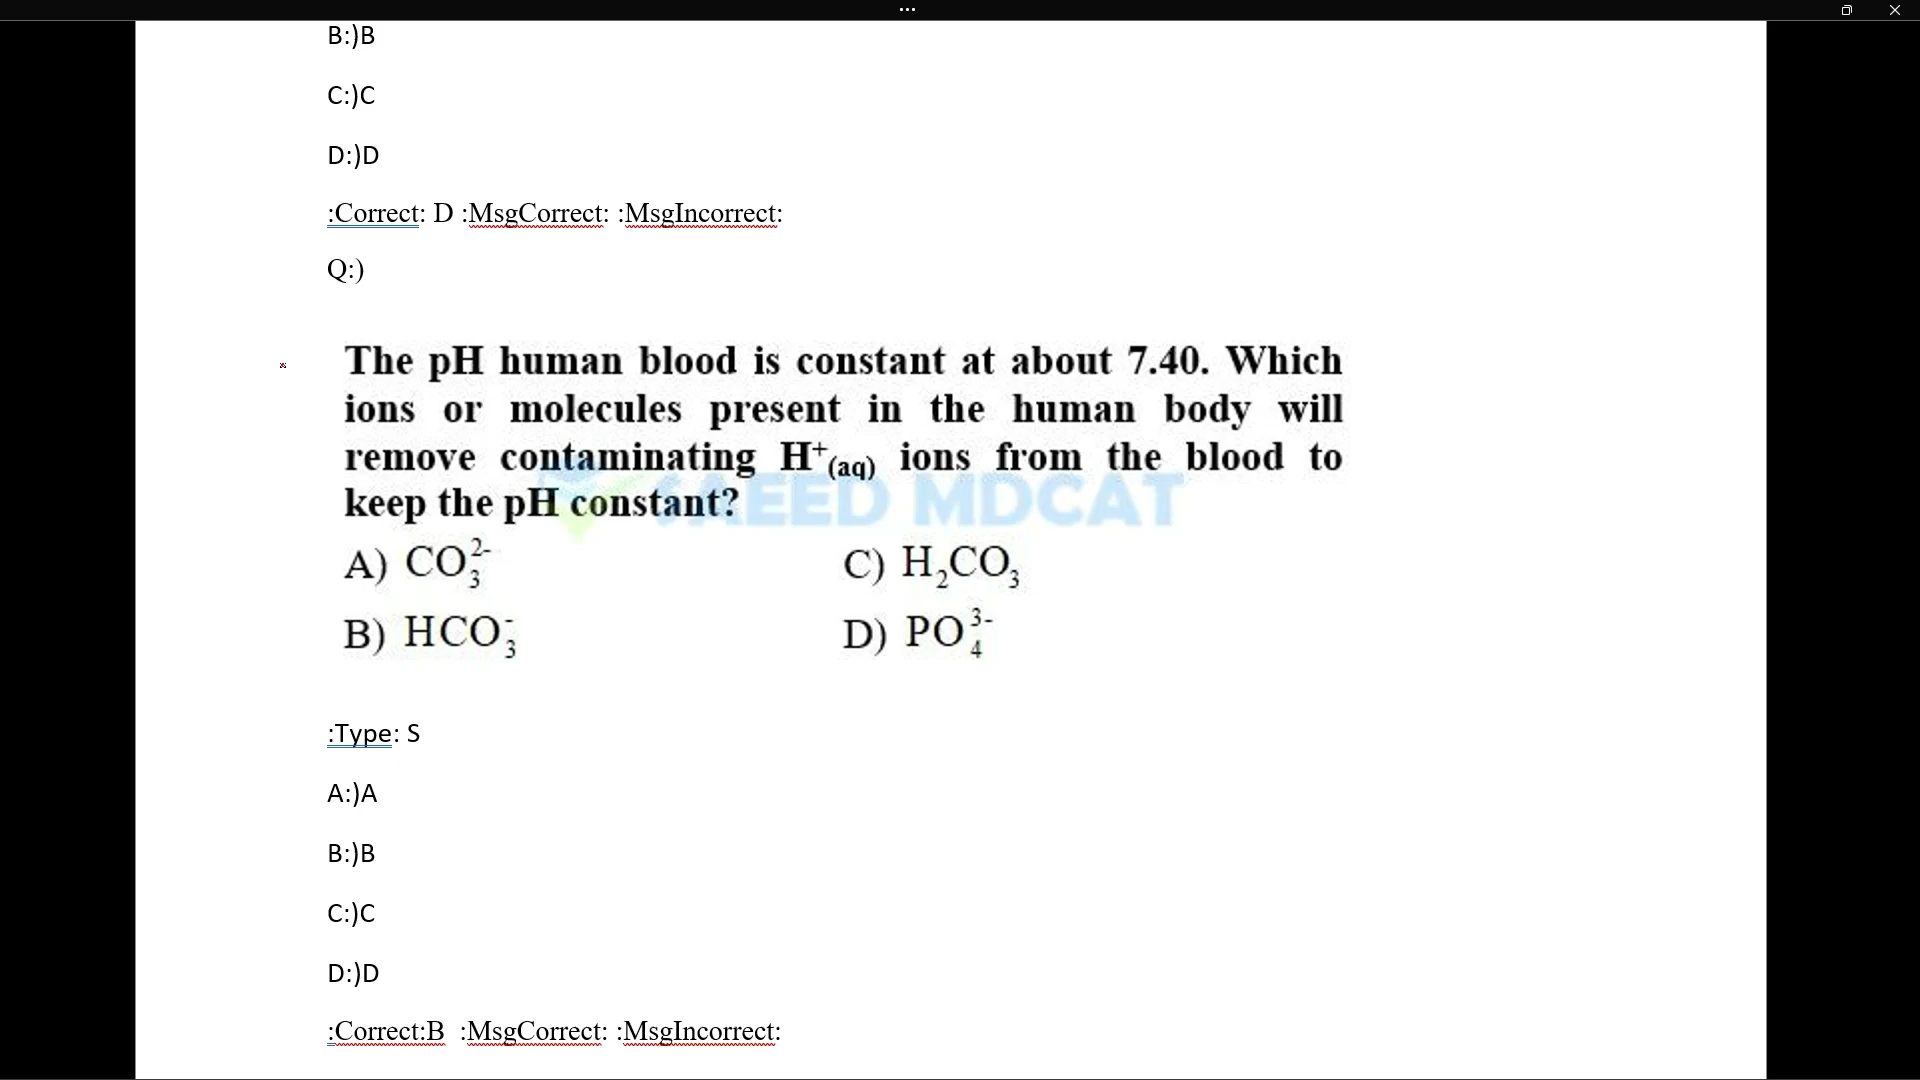 B:)B
C:)C
D:)D
:Correct: D :MsgCorrect: :MsgIncorrect:
Q:)
The pH human blood is constant at about 7.40. Which
ions or molecules present in the human body will
remove contaminating H⁺(aq) ions from the blood to
keep the pH constant?
SAEED MDCAT
A) CO₃²⁻ C) H₂CO₃
B) HCO₃⁻ D) PO₄³⁻
:Type: S
A:)A
B:)B
C:)C
D:)D
:Correct:B :MsgCorrect: :MsgIncorrect: